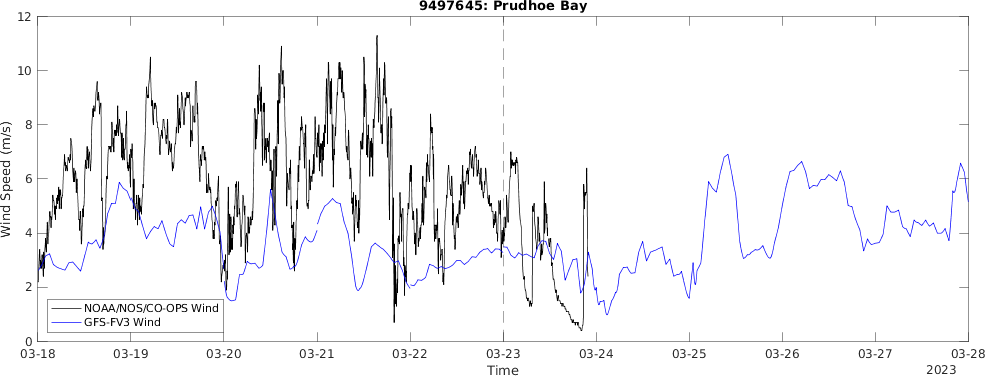 9497645: Prudhoe Bay
Wind Speed (m/s)
12
10
8
6
4
2
0
NOAA/NOS/CO-OPS Wind
GFS-FV3 Wind
03-18 03-19 03-20 03-21 03-22 03-23 03-24 03-25 03-26 03-27 03-28
Time
2023